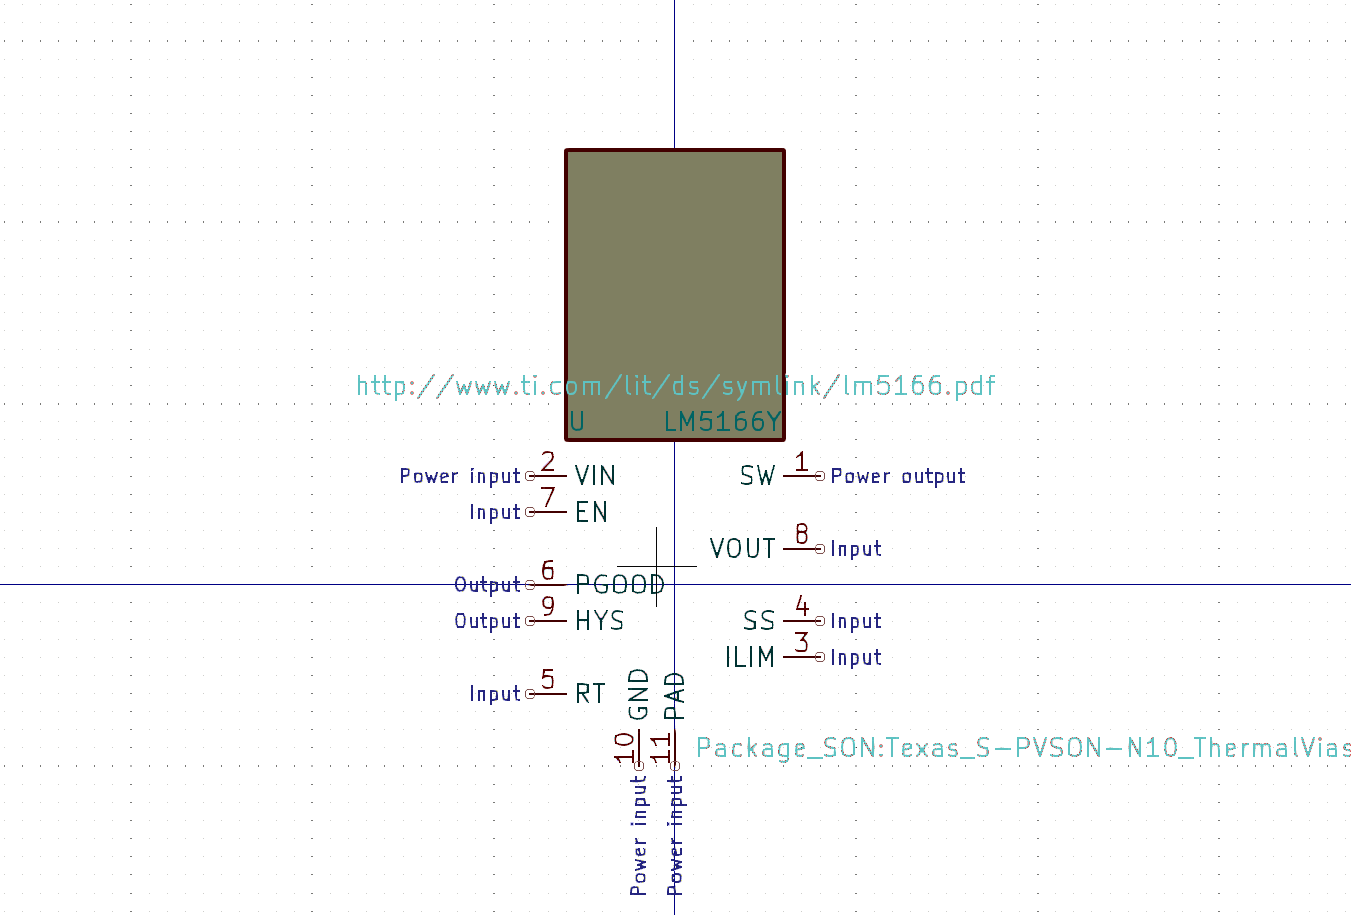 http://www.ti.com/lit/ds/symlink/lm5166.pdf
U LM5166Y
Power input 2 VIN SW 1 Power output
Input 7 EN
VOUT 8 Input
Output 6 PGOOD
Output 9 HYS SS 4 Input
ILIM 3 Input
Input 5 RT
GND 10 Power input
PAD 11 Power input
Package_SON:Texas_S-PVSON-N10_ThermalVias